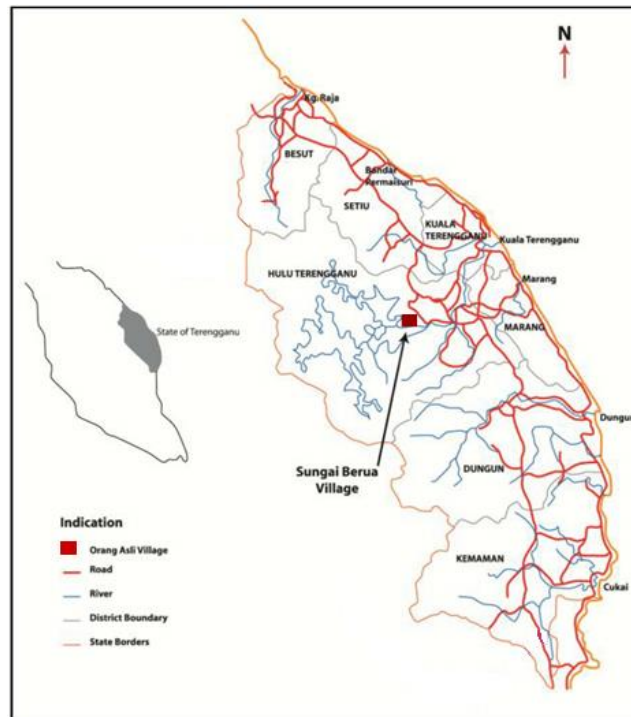 N
Kg. Raja
BESUT
Bandar
Permaisuri
SETIU
KUALA
TERENGGANU
Kuala Terengganu
HULU TERENGGANU
Marang
State of Terengganu
MARANG
Dungun
Sungai Berua
Village
DUNGUN
Indication
Orang Asli Village
KEMAMAN
Road
River
Cukai
District Boundary
State Borders